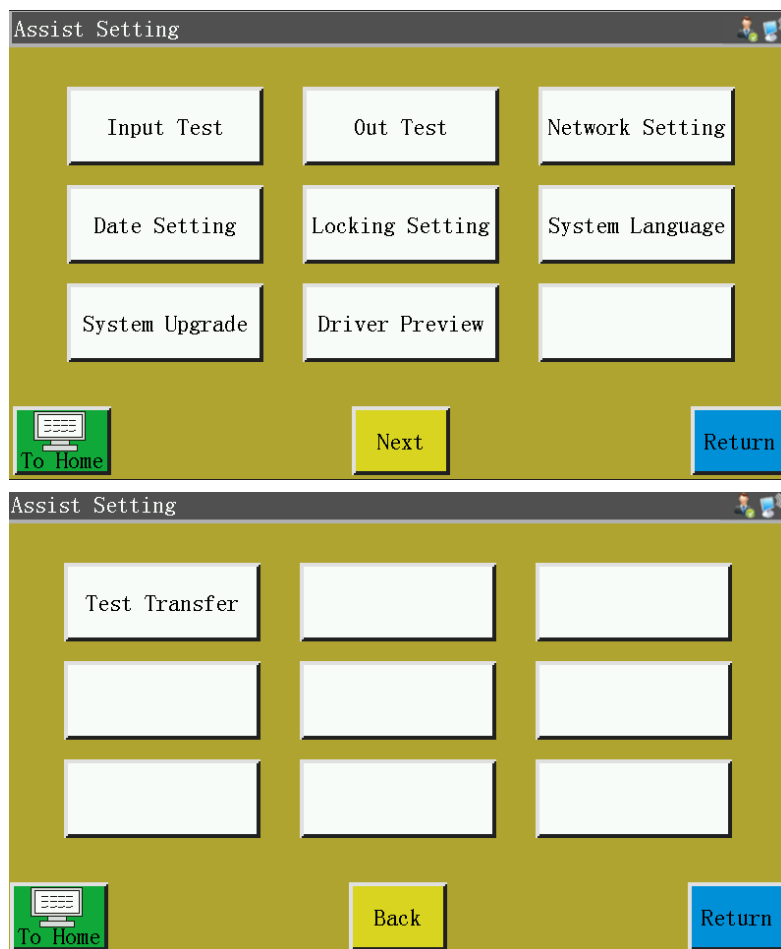 Assist Setting
Input Test
Out Test
Network Setting
Date Setting
Locking Setting
System Language
System Upgrade
Driver Preview
To Home
Next
Return
Assist Setting
Test Transfer
To Home
Back
Return